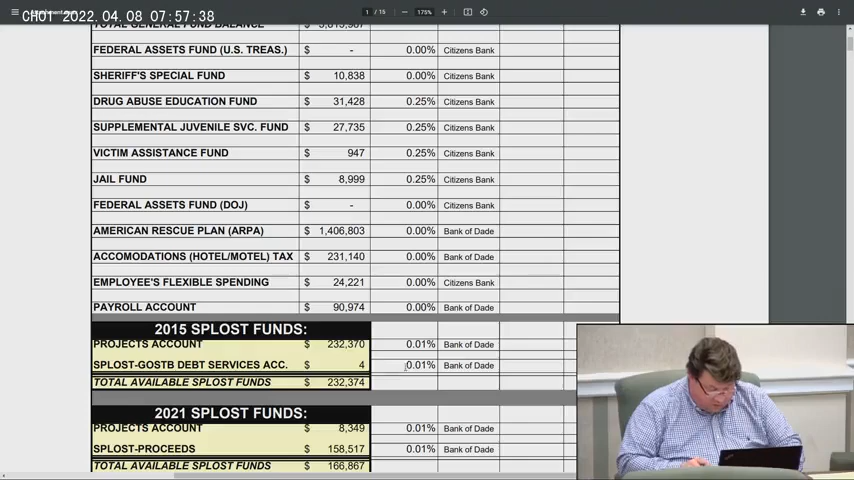 CH01 2022.04.08 07:57:38
1 / 15 175%
TOTAL GENERAL FUND $
FEDERAL ASSETS FUND (U.S. TREAS.) $ - 0.00% Citizens Bank
SHERIFF'S SPECIAL FUND $ 10,838 0.00% Citizens Bank
DRUG ABUSE EDUCATION FUND $ 31,428 0.25% Citizens Bank
SUPPLEMENTAL JUVENILE SVC. FUND $ 27,735 0.25% Citizens Bank
VICTIM ASSISTANCE FUND $ 947 0.25% Citizens Bank
JAIL FUND $ 8,999 0.25% Citizens Bank
FEDERAL ASSETS FUND (DOJ) $ - 0.00% Citizens Bank
AMERICAN RESCUE PLAN (ARPA) $ 1,406,803 0.00% Bank of Dade
ACCOMODATIONS (HOTEL/MOTEL) TAX $ 231,140 0.00% Bank of Dade
EMPLOYEE'S FLEXIBLE SPENDING $ 24,221 0.00% Citizens Bank
PAYROLL ACCOUNT $ 90,974 0.00% Bank of Dade
2015 SPLOST FUNDS:
PROJECTS ACCOUNT $ 232,370 0.01% Bank of Dade
SPLOST-GOSTB DEBT SERVICES ACC. $ 4 0.01% Bank of Dade
TOTAL AVAILABLE SPLOST FUNDS $ 232,374
2021 SPLOST FUNDS:
PROJECTS ACCOUNT $ 8,349 0.01% Bank of Dade
SPLOST-PROCEEDS $ 158,517 0.01% Bank of Dade
TOTAL AVAILABLE SPLOST FUNDS $ 166,867